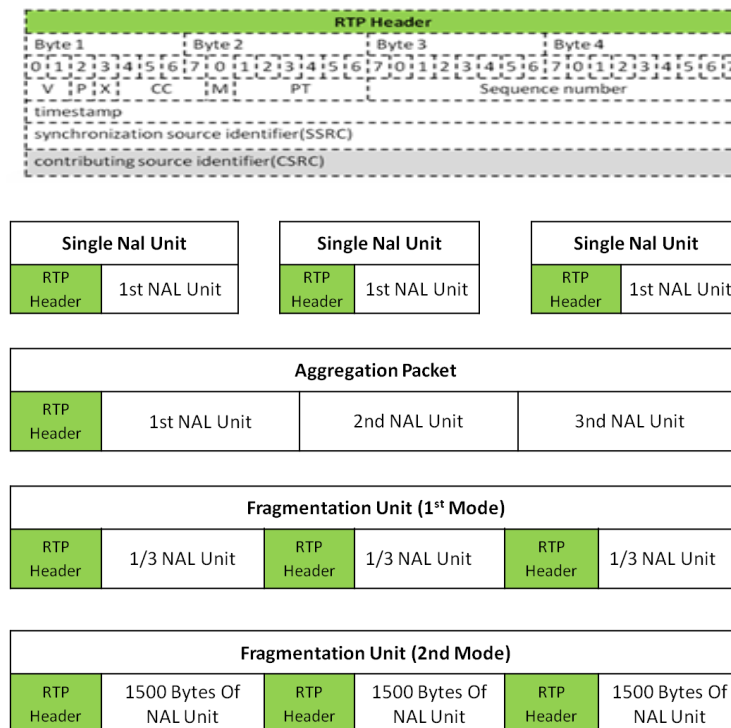 RTP Header
Byte 1 Byte 2 Byte 3 Byte 4
0 1 2 3 4 5 6 7 0 1 2 3 4 5 6 7 0 1 2 3 4 5 6 7 0 1 2 3 4 5 6 7
V P X CC M PT Sequence number
timestamp
synchronization source identifier(SSRC)
contributing source identifier(CSRC)
Single Nal Unit Single Nal Unit Single Nal Unit
RTP Header 1st NAL Unit RTP Header 1st NAL Unit RTP Header 1st NAL Unit
Aggregation Packet
RTP Header 1st NAL Unit 2nd NAL Unit 3nd NAL Unit
Fragmentation Unit (1st Mode)
RTP Header 1/3 NAL Unit RTP Header 1/3 NAL Unit RTP Header 1/3 NAL Unit
Fragmentation Unit (2nd Mode)
RTP Header 1500 Bytes Of NAL Unit RTP Header 1500 Bytes Of NAL Unit RTP Header 1500 Bytes Of NAL Unit